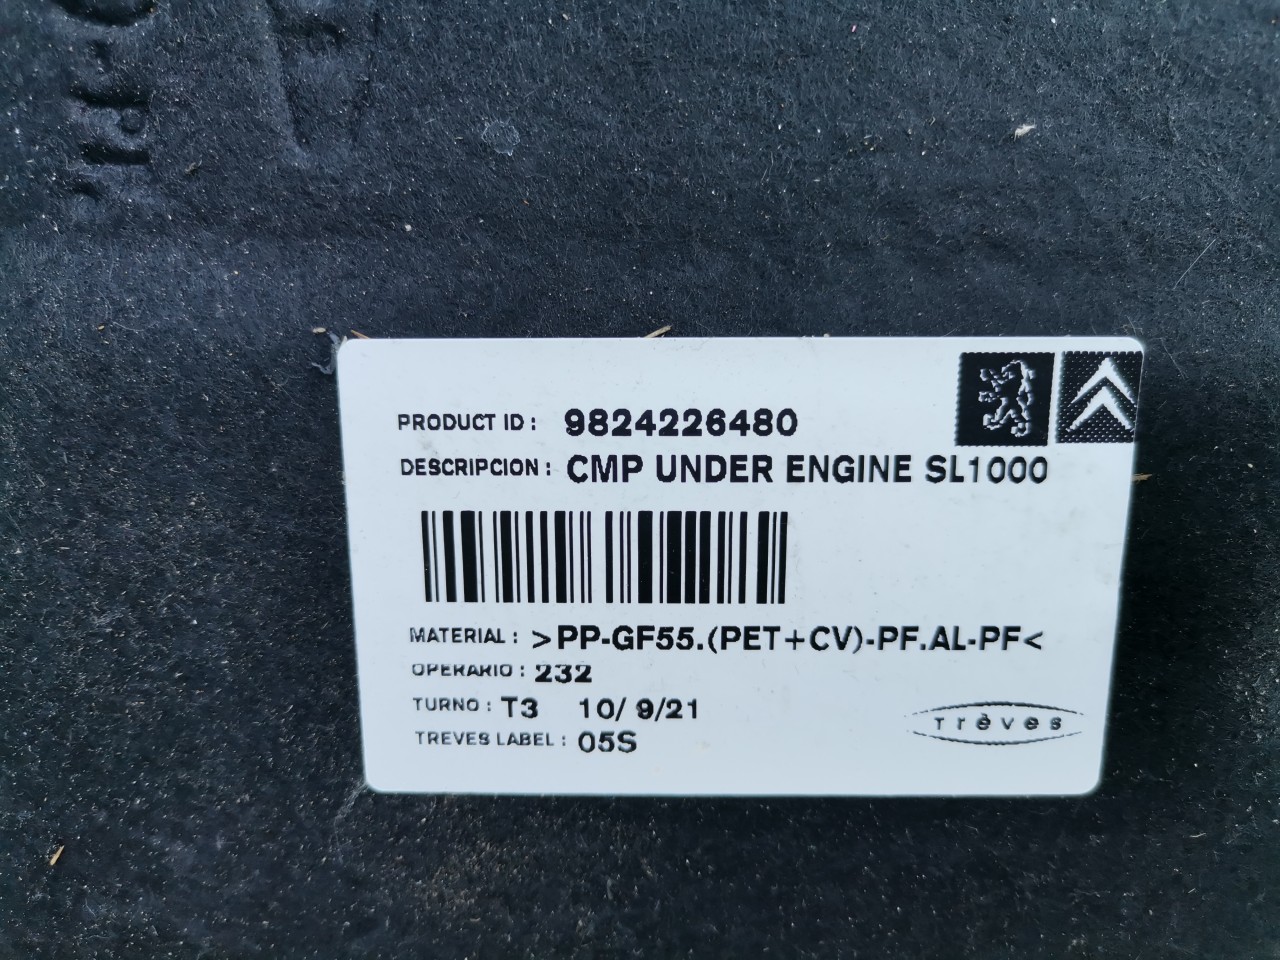 PRODUCT ID : 9824226480
DESCRIPCION : CMP UNDER ENGINE SL1000
MATERIAL : >PP-GF55.(PET+CV)-PF.AL-PF<
OPERARIO : 232
TURNO : T3 10/ 9/21
TREVES LABEL : 05S
Trèves